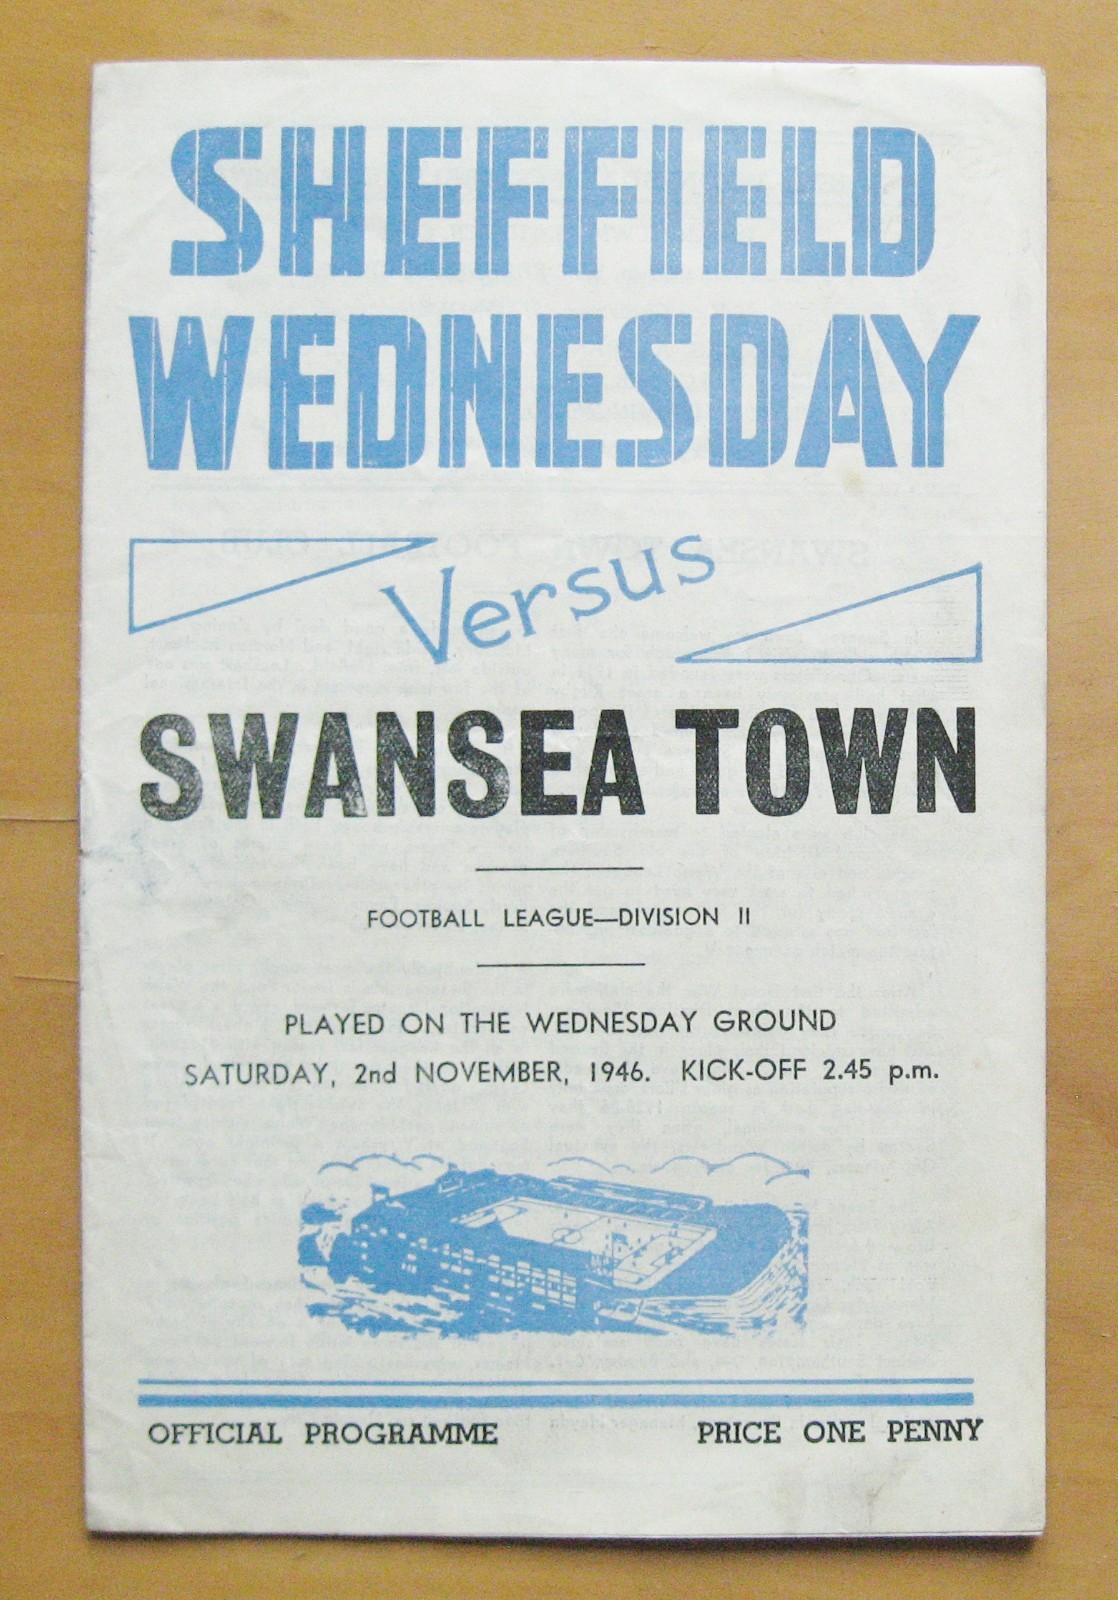 SHEFFIELD
WEDNESDAY
Versus
SWANSEA TOWN
FOOTBALL LEAGUE—DIVISION II
PLAYED ON THE WEDNESDAY GROUND
SATURDAY, 2nd NOVEMBER, 1946. KICK-OFF 2.45 p.m.
OFFICIAL PROGRAMME PRICE ONE PENNY